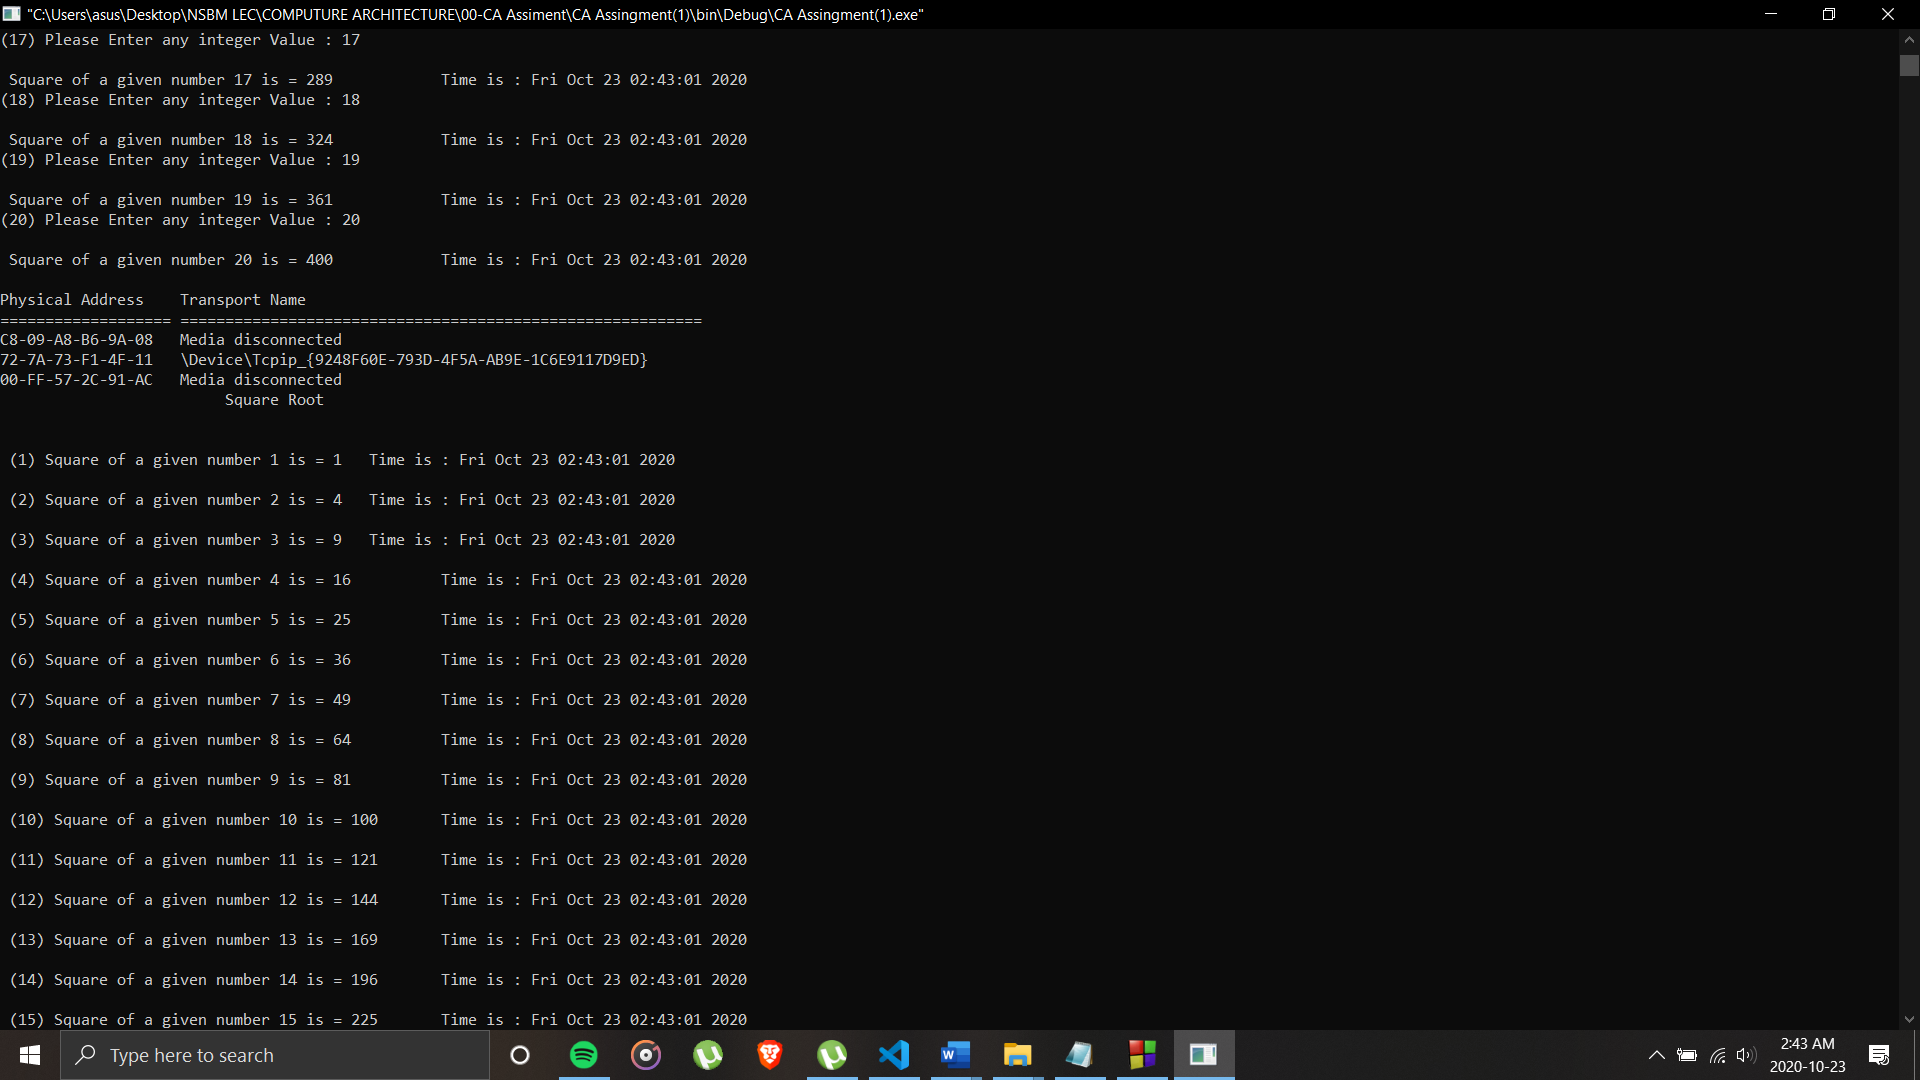 "C:\Users\asus\Desktop\NSBM LEC\COMPUTURE ARCHITECTURE\00-CA Assiment\CA Assingment(1)\bin\Debug\CA Assingment(1).exe"
(17) Please Enter any integer Value : 17
Square of a given number 17 is = 289 Time is : Fri Oct 23 02:43:01 2020
(18) Please Enter any integer Value : 18
Square of a given number 18 is = 324 Time is : Fri Oct 23 02:43:01 2020
(19) Please Enter any integer Value : 19
Square of a given number 19 is = 361 Time is : Fri Oct 23 02:43:01 2020
(20) Please Enter any integer Value : 20
Square of a given number 20 is = 400 Time is : Fri Oct 23 02:43:01 2020
Physical Address Transport Name
=================== ==========================================================
C8-09-A8-B6-9A-08 Media disconnected
72-7A-73-F1-4F-11 \Device\Tcpip_{9248F60E-793D-4F5A-AB9E-1C6E9117D9ED}
00-FF-57-2C-91-AC Media disconnected
Square Root
(1) Square of a given number 1 is = 1 Time is : Fri Oct 23 02:43:01 2020
(2) Square of a given number 2 is = 4 Time is : Fri Oct 23 02:43:01 2020
(3) Square of a given number 3 is = 9 Time is : Fri Oct 23 02:43:01 2020
(4) Square of a given number 4 is = 16 Time is : Fri Oct 23 02:43:01 2020
(5) Square of a given number 5 is = 25 Time is : Fri Oct 23 02:43:01 2020
(6) Square of a given number 6 is = 36 Time is : Fri Oct 23 02:43:01 2020
(7) Square of a given number 7 is = 49 Time is : Fri Oct 23 02:43:01 2020
(8) Square of a given number 8 is = 64 Time is : Fri Oct 23 02:43:01 2020
(9) Square of a given number 9 is = 81 Time is : Fri Oct 23 02:43:01 2020
(10) Square of a given number 10 is = 100 Time is : Fri Oct 23 02:43:01 2020
(11) Square of a given number 11 is = 121 Time is : Fri Oct 23 02:43:01 2020
(12) Square of a given number 12 is = 144 Time is : Fri Oct 23 02:43:01 2020
(13) Square of a given number 13 is = 169 Time is : Fri Oct 23 02:43:01 2020
(14) Square of a given number 14 is = 196 Time is : Fri Oct 23 02:43:01 2020
(15) Square of a given number 15 is = 225 Time is : Fri Oct 23 02:43:01 2020
Type here to search
2:43 AM
2020-10-23